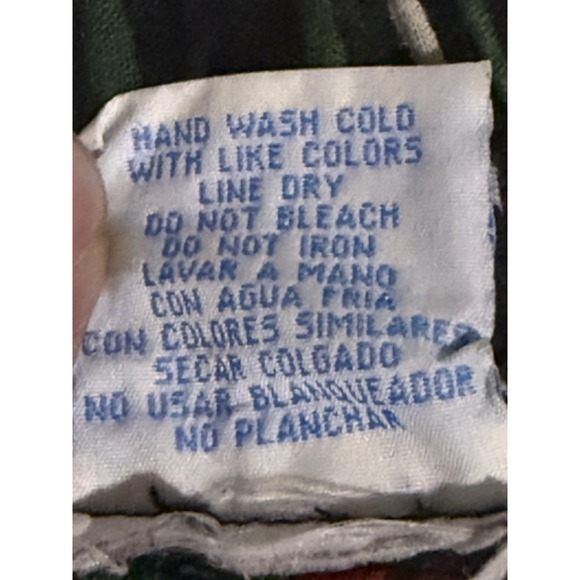 HAND WASH COLD
WITH LIKE COLORS
LINE DRY
DO NOT BLEACH
DO NOT IRON
LAVAR A MANO
CON AGUA FRIA
CON COLORES SIMILARES
SECAR COLGADO
NO USAR BLANQUEADOR
NO PLANCHAR